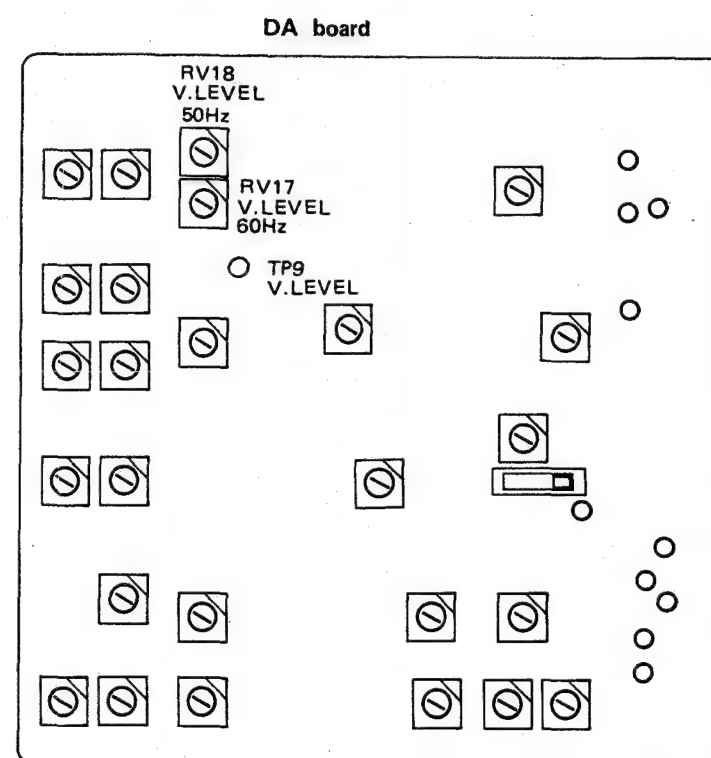 DA board
RV18
V.LEVEL
50Hz
RV17
V.LEVEL
60Hz
TP9
V.LEVEL